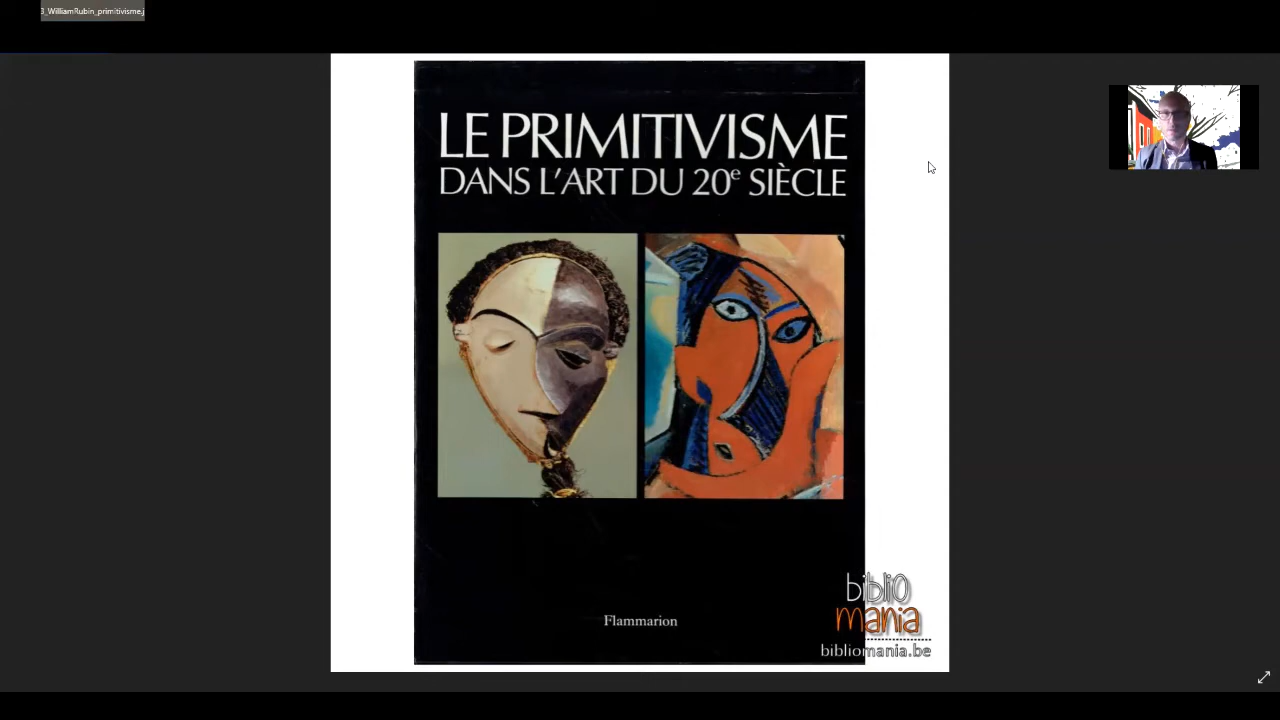 3_WilliamRubin_primitivisme.j
LE PRIMITIVISME
DANS L'ART DU 20e SIÈCLE
Flammarion
biblio
mania
bibliomania.be